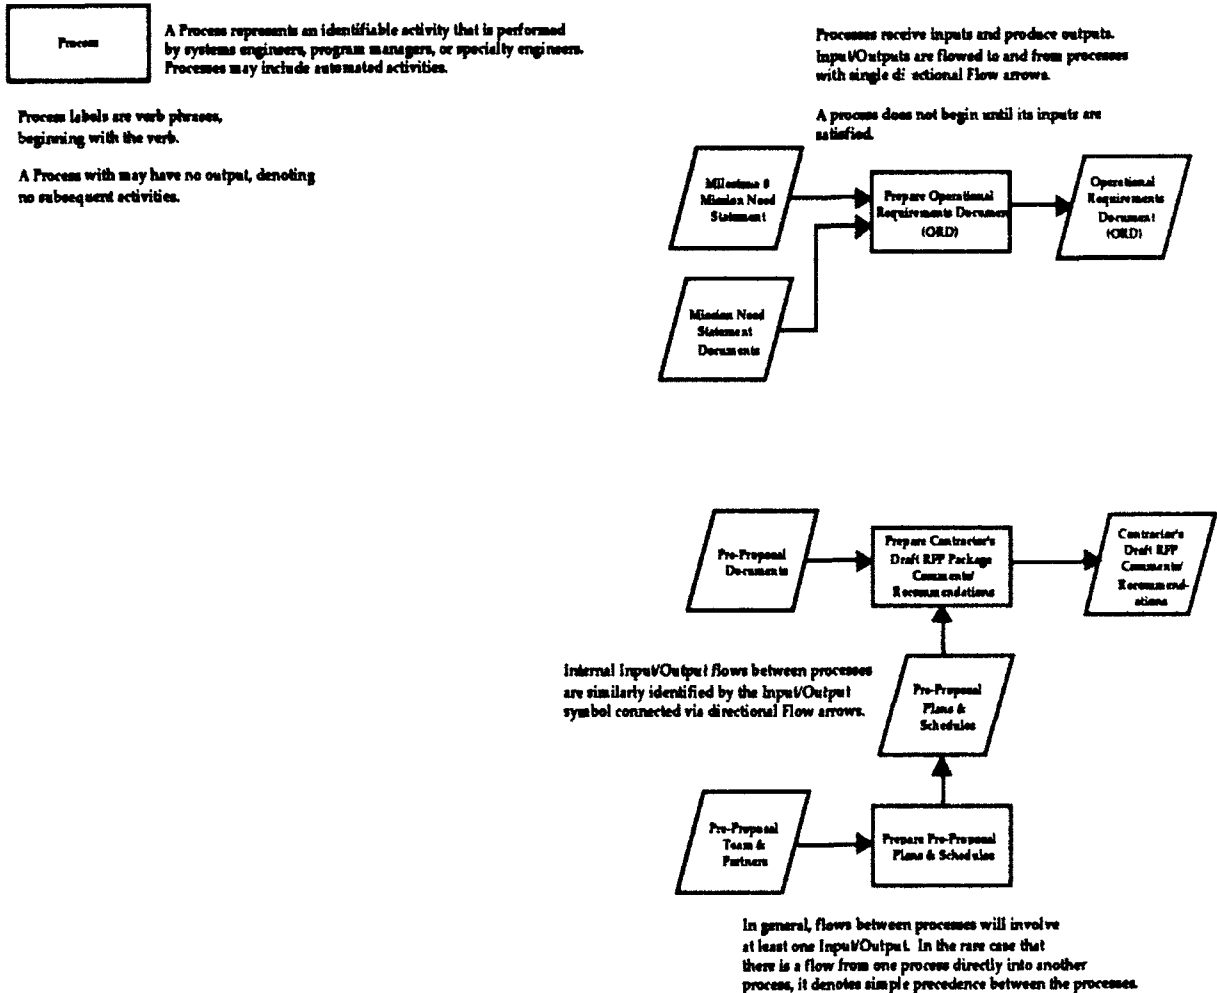 Process
A Process represents an identifiable activity that is performed
by systems engineers, program managers, or specialty engineers.
Processes may include automated activities.
Process labels are verb phrases,
beginning with the verb.
A Process with may have no output, denoting
no subsequent activities.
Processes receive inputs and produce outputs.
Input/Outputs are flowed to and from processes
with single di ectional Flow arrows.
A process does not begin until its inputs are
satisfied.
Milestone 0
Mission Need
Statement
Prepare Operational
Requirements Documen
(ORD)
Operational
Requirements
Document
(ORD)
Mission Need
Statement
Documents
Pre-Proposal
Documents
Prepare Contractor's
Draft RFP Package
Comments/
Recommendations
Contractor's
Draft RFP
Comments/
Recommend-
ations
Internal Input/Output flows between processes
are similarly identified by the Input/Output
symbol connected via directional Flow arrows.
Pre-Proposal
Plans &
Schedules
Pre-Proposal
Team &
Partners
Prepare Pre-Proposal
Plans & Schedules
In general, flows between processes will involve
at least one Input/Output. In the rare case that
there is a flow from one process directly into another
process, it denotes simple precedence between the processes.